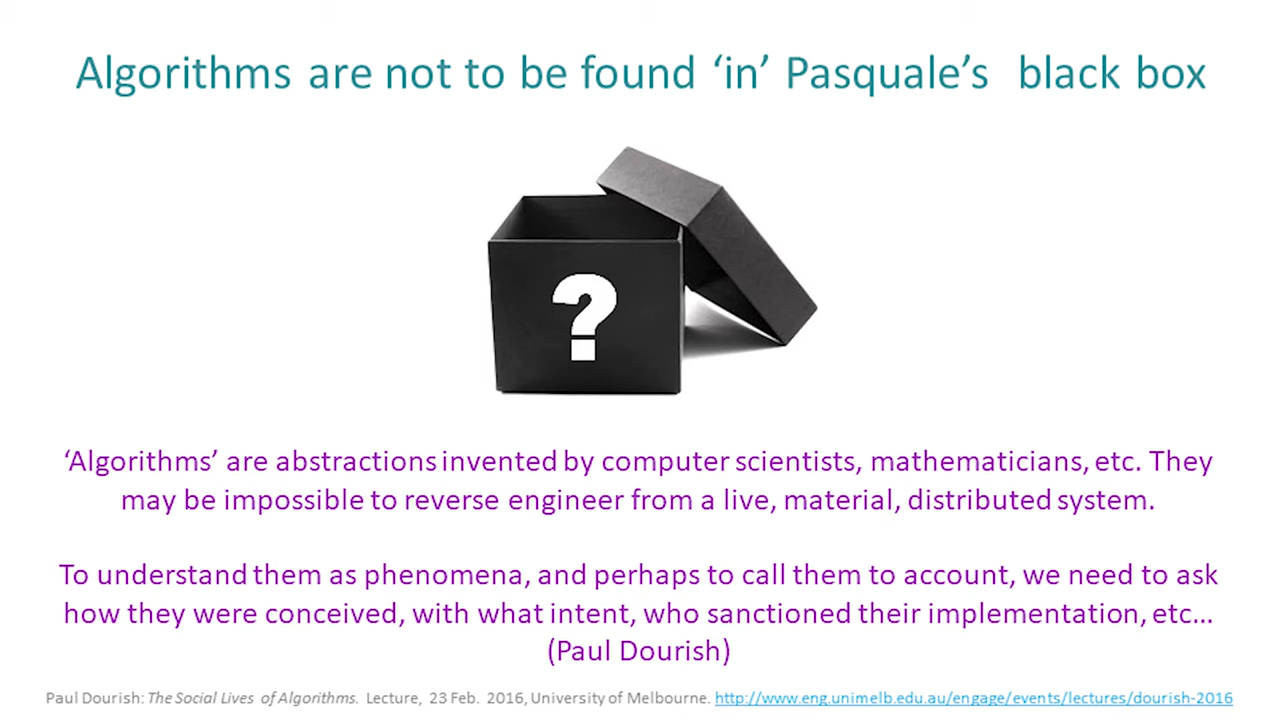 Algorithms are not to be found ‘in’ Pasquale’s black box
?
‘Algorithms’ are abstractions invented by computer scientists, mathematicians, etc. They
may be impossible to reverse engineer from a live, material, distributed system.
To understand them as phenomena, and perhaps to call them to account, we need to ask
how they were conceived, with what intent, who sanctioned their implementation, etc…
(Paul Dourish)
Paul Dourish: The Social Lives of Algorithms. Lecture, 23 Feb. 2016, University of Melbourne. http://www.eng.unimelb.edu.au/engage/events/lectures/dourish-2016